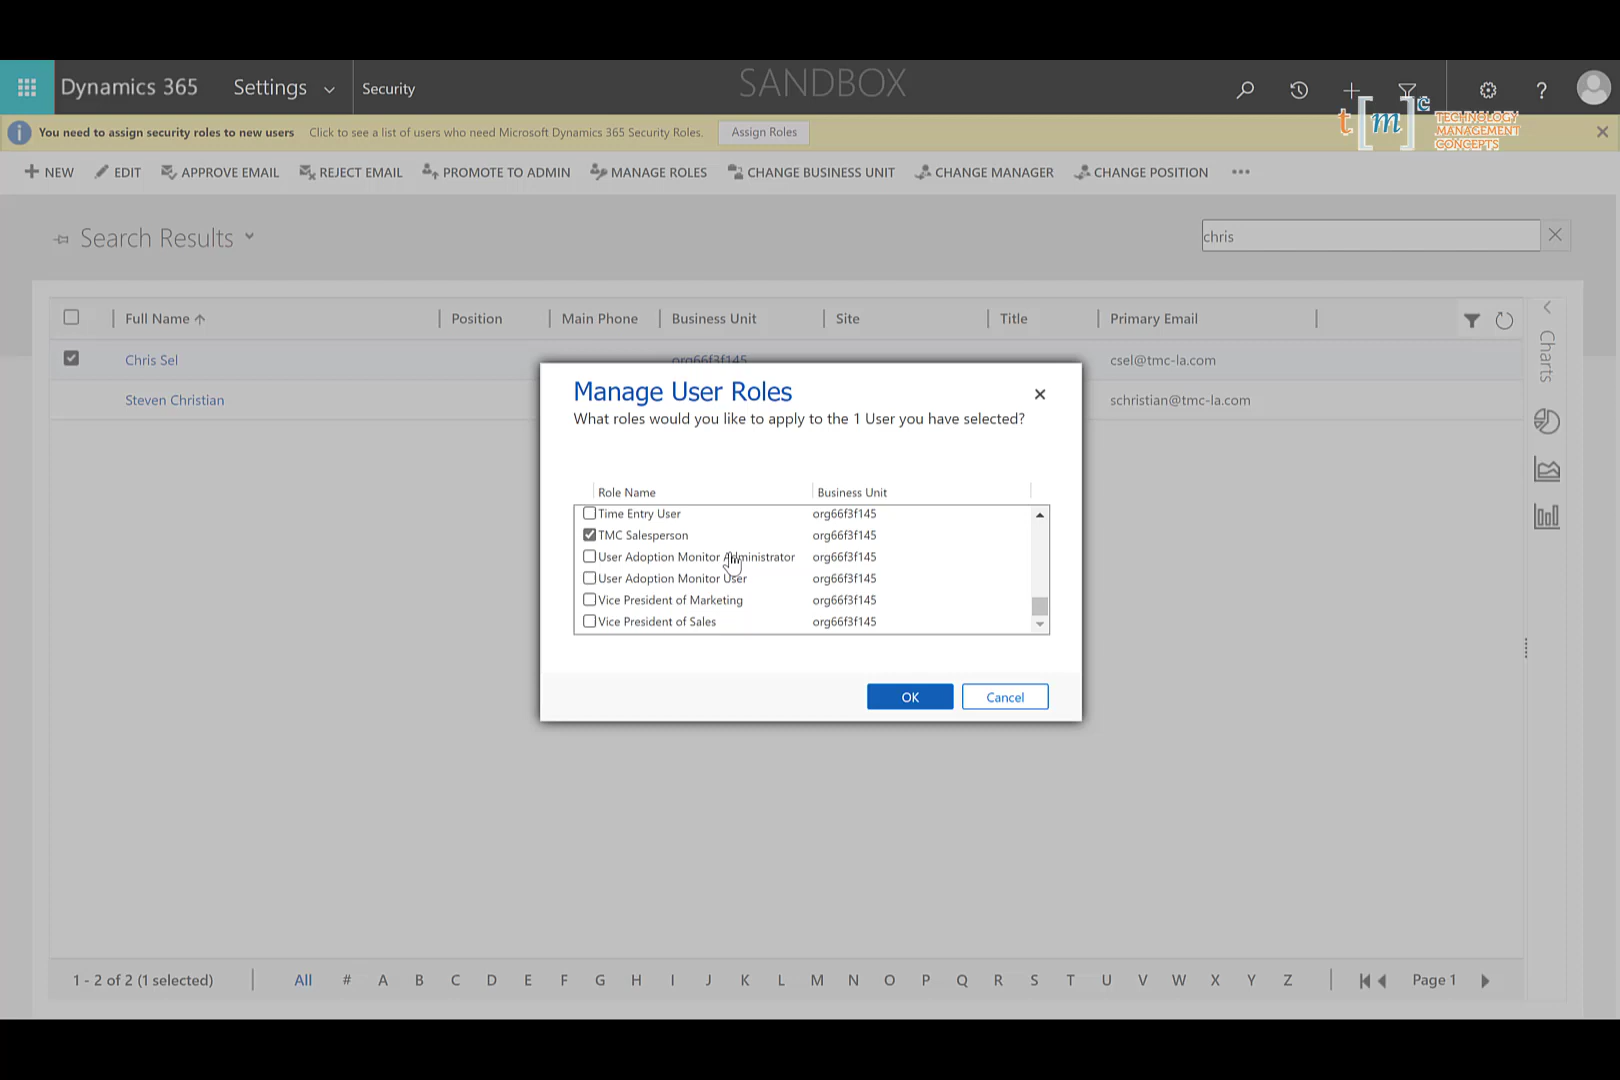 Dynamics 365 Settings Security SANDBOX
You need to assign security roles to new users Click to see a list of users who need Microsoft Dynamics 365 Security Roles. Assign Roles
t[m]c TECHNOLOGY
MANAGEMENT
CONCEPTS
NEW EDIT APPROVE EMAIL REJECT EMAIL PROMOTE TO ADMIN MANAGE ROLES CHANGE BUSINESS UNIT CHANGE MANAGER CHANGE POSITION
Search Results chris
Full Name Position Main Phone Business Unit Site Title Primary Email
Chris Sel org66f3f145 csel@tmc-la.com
Steven Christian schristian@tmc-la.com
Charts
Manage User Roles
What roles would you like to apply to the 1 User you have selected?
Role Name Business Unit
Time Entry User org66f3f145
TMC Salesperson org66f3f145
User Adoption Monitor Administrator org66f3f145
User Adoption Monitor User org66f3f145
Vice President of Marketing org66f3f145
Vice President of Sales org66f3f145
OK Cancel
1 - 2 of 2 (1 selected) All # A B C D E F G H I J K L M N O P Q R S T U V W X Y Z Page 1